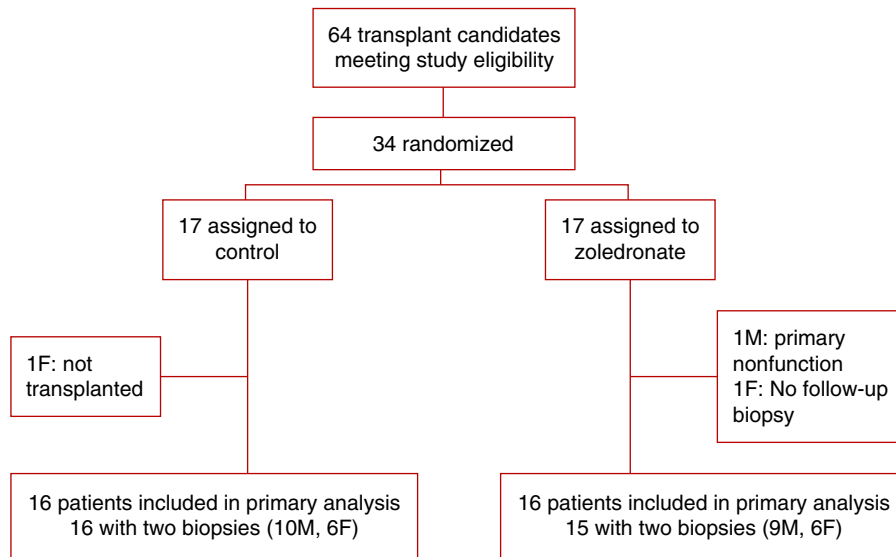 64 transplant candidates
meeting study eligibility
34 randomized
17 assigned to
control
17 assigned to
zoledronate
1F: not
transplanted
1M: primary
nonfunction
1F: No follow-up
biopsy
16 patients included in primary analysis
16 with two biopsies (10M, 6F)
16 patients included in primary analysis
15 with two biopsies (9M, 6F)